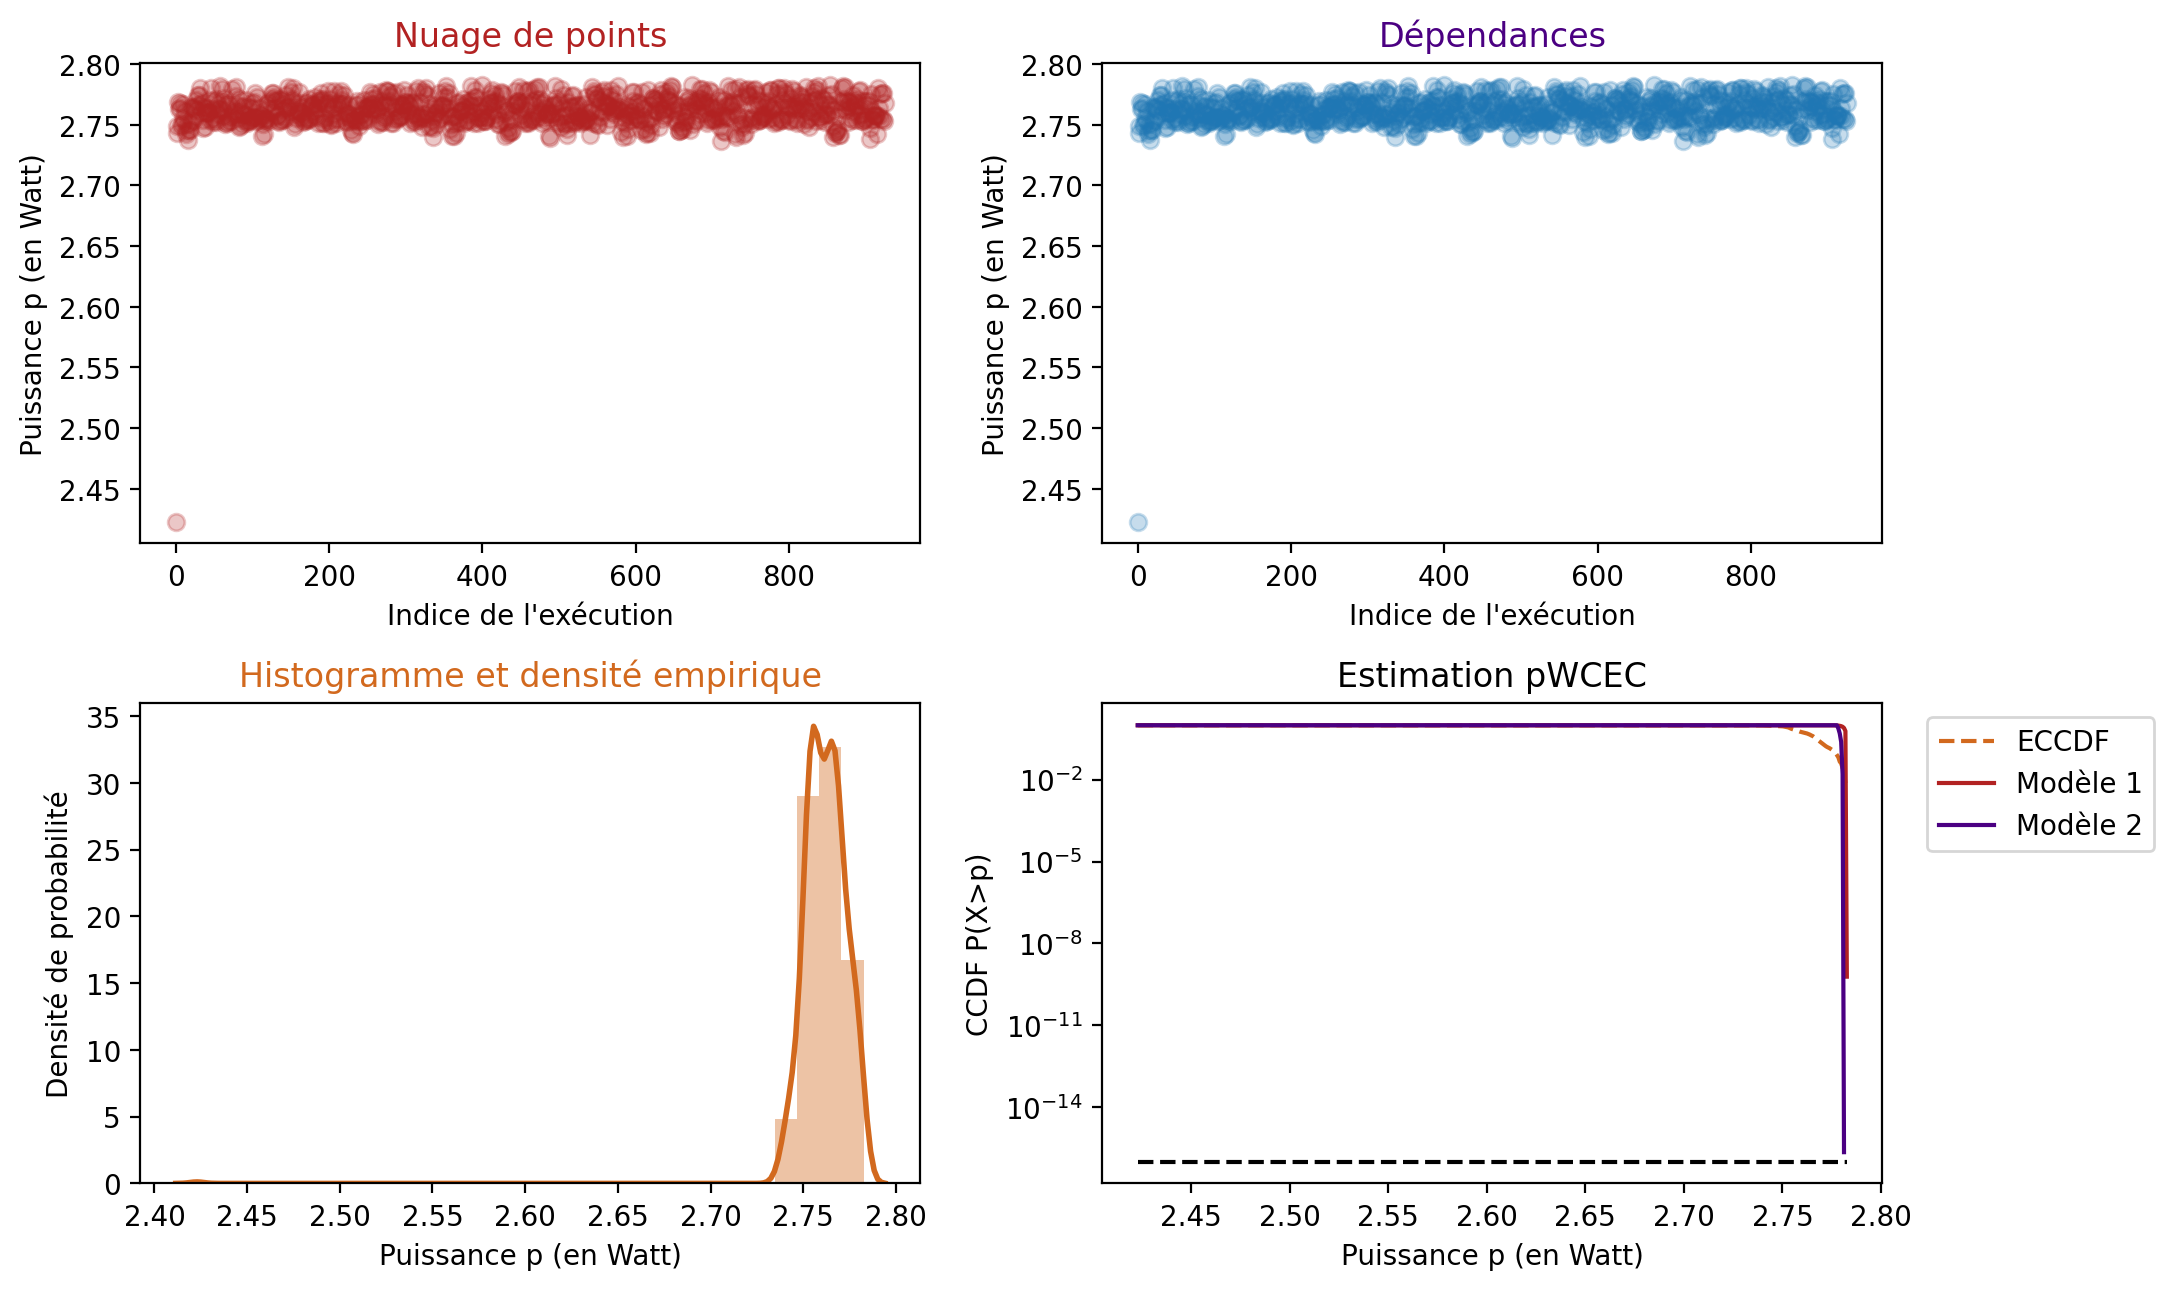 Nuage de points
Puissance p (en Watt)
2.80
2.75
2.70
2.65
2.60
2.55
2.50
2.45
0 200 400 600 800
Indice de l'exécution
Dépendances
Puissance p (en Watt)
2.80
2.75
2.70
2.65
2.60
2.55
2.50
2.45
0 200 400 600 800
Indice de l'exécution
Histogramme et densité empirique
Densité de probabilité
35
30
25
20
15
10
5
0
2.40 2.45 2.50 2.55 2.60 2.65 2.70 2.75 2.80
Puissance p (en Watt)
Estimation pWCEC
CCDF P(X>p)
10⁻²
10⁻⁵
10⁻⁸
10⁻¹¹
10⁻¹⁴
2.45 2.50 2.55 2.60 2.65 2.70 2.75 2.80
Puissance p (en Watt)
ECCDF
Modèle 1
Modèle 2